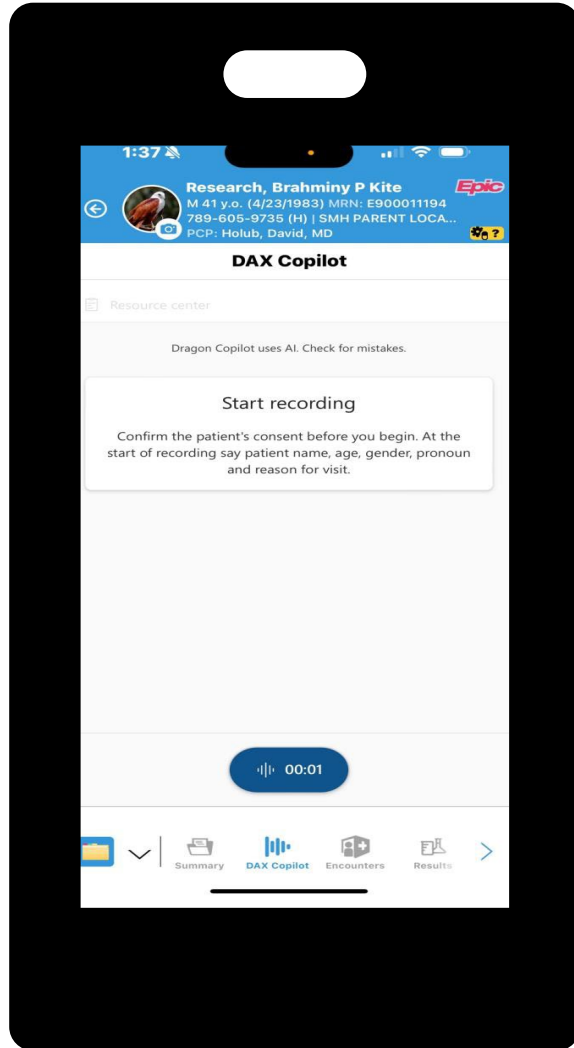 1:37
Research, Brahminy P Kite
Epic
M 41 y.o. (4/23/1983) MRN: E900011194
789-605-9735 (H) | SMH PARENT LOCA...
PCP: Holub, David, MD
?
DAX Copilot
Resource center
Dragon Copilot uses AI. Check for mistakes.
Start recording
Confirm the patient's consent before you begin. At the
start of recording say patient name, age, gender, pronoun
and reason for visit.
00:01
Summary
DAX Copilot
Encounters
Results